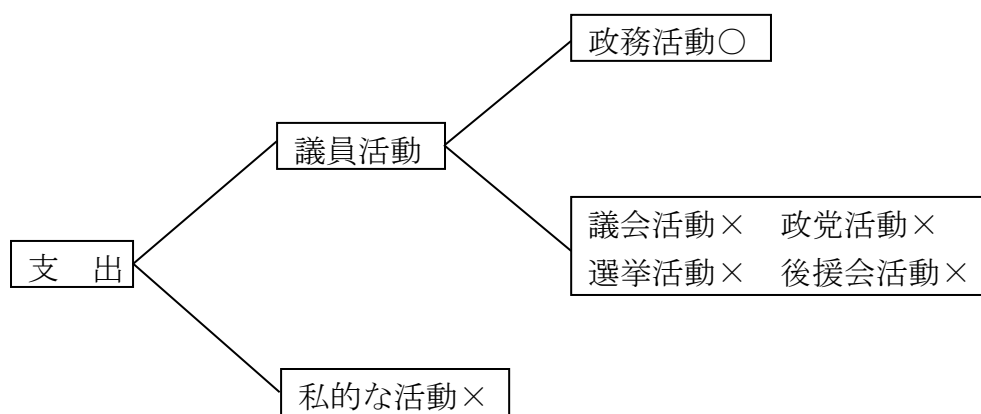 政務活動○
議員活動
議会活動× 政党活動×
選挙活動× 後援会活動×
支 出
私的な活動×